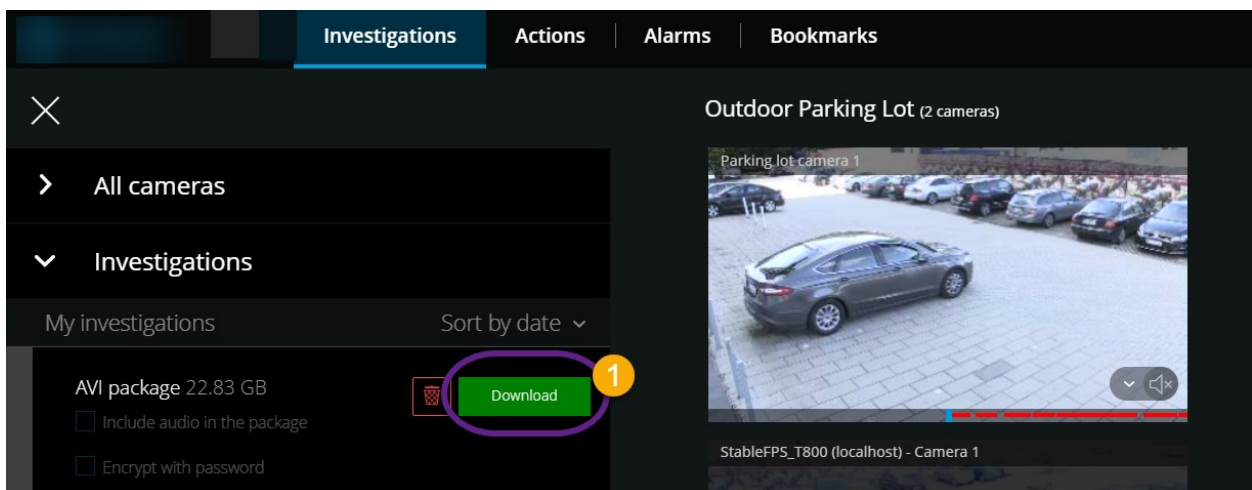 Investigations
Actions
Alarms
Bookmarks
Outdoor Parking Lot (2 cameras)
All cameras
Investigations
My investigations
Sort by date
AVI package 22.83 GB
Download
1
Include audio in the package
Encrypt with password
Parking lot camera 1
StableFPS_T800 (localhost) - Camera 1